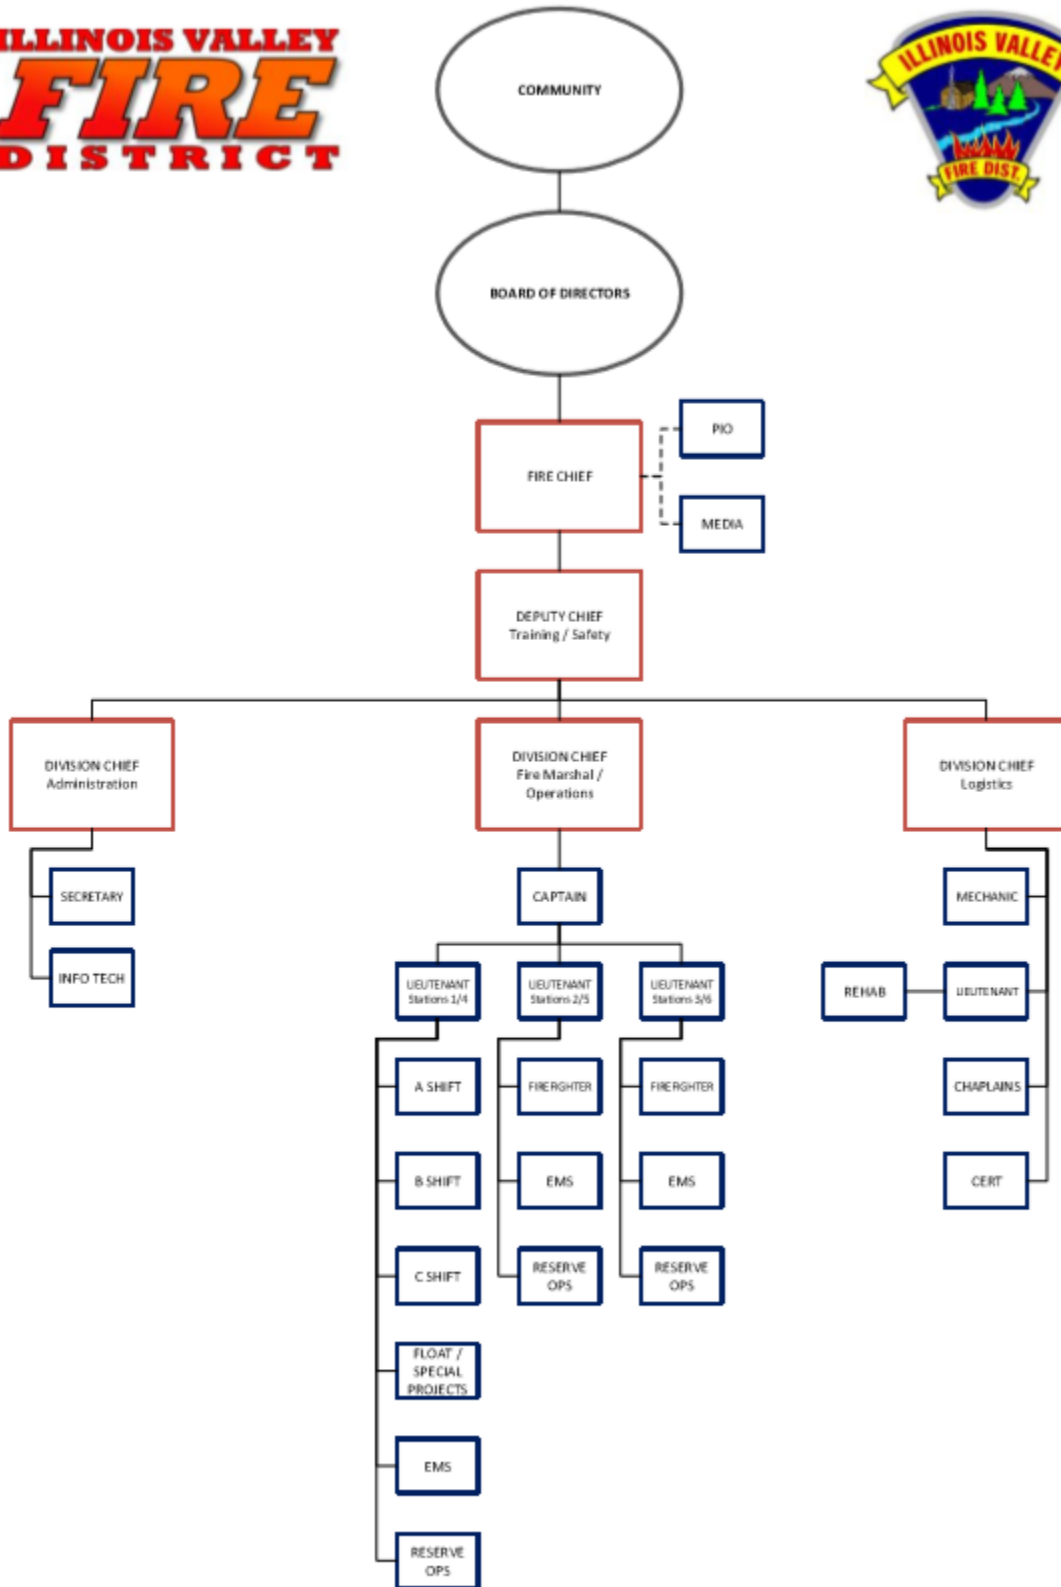 ILLINOIS VALLEY
FIRE
DISTRICT
ILLINOIS VALLEY
FIRE DIST.
COMMUNITY
BOARD OF DIRECTORS
FIRE CHIEF
PIO
MEDIA
DEPUTY CHIEF
Training / Safety
DIVISION CHIEF
Administration
DIVISION CHIEF
Fire Marshal /
Operations
DIVISION CHIEF
Logistics
SECRETARY
INFO TECH
CAPTAIN
MECHANIC
LIEUTENANT
Stations 1/4
LIEUTENANT
Stations 2/5
LIEUTENANT
Stations 3/6
REHAB
LIEUTENANT
A SHIFT
FIREFIGHTER
FIREFIGHTER
CHAPLAINS
B SHIFT
EMS
EMS
CERT
C SHIFT
RESERVE
OPS
RESERVE
OPS
FLOAT /
SPECIAL
PROJECTS
EMS
RESERVE
OPS